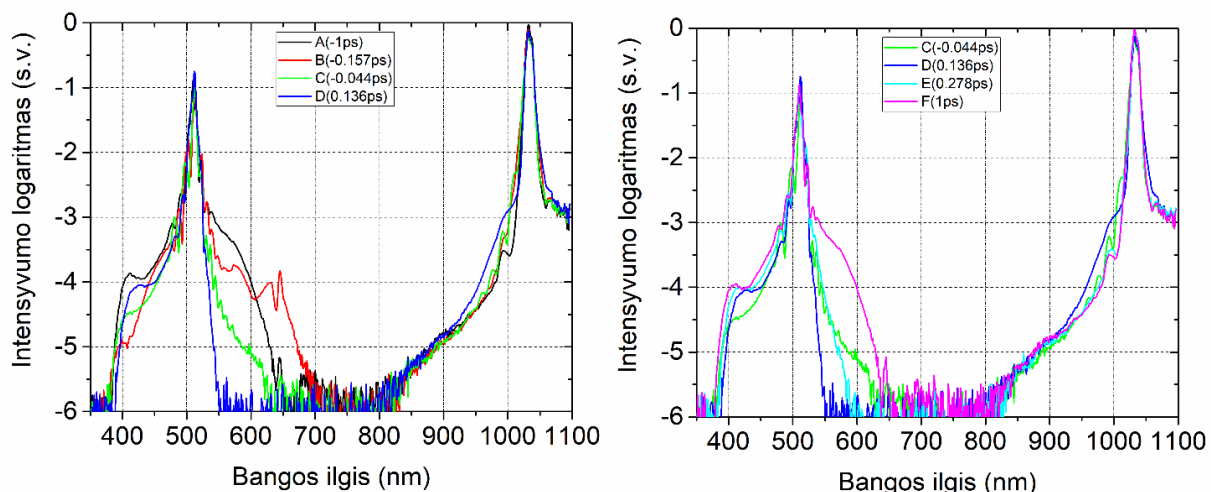 Intensyvumo logaritmas (s.v.)
0
-1
-2
-3
-4
-5
-6
A(-1ps)
B(-0.157ps)
C(-0.044ps)
D(0.136ps)
400 500 600 700 800 900 1000 1100
Bangos ilgis (nm)
Intensyvumo logaritmas (s.v.)
0
-1
-2
-3
-4
-5
-6
C(-0.044ps)
D(0.136ps)
E(0.278ps)
F(1ps)
400 500 600 700 800 900 1000 1100
Bangos ilgis (nm)